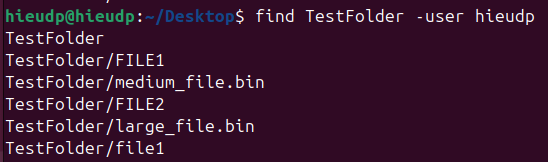 hieudp@hieudp:~/Desktop$ find TestFolder -user hieudp
TestFolder
TestFolder/FILE1
TestFolder/medium_file.bin
TestFolder/FILE2
TestFolder/large_file.bin
TestFolder/file1